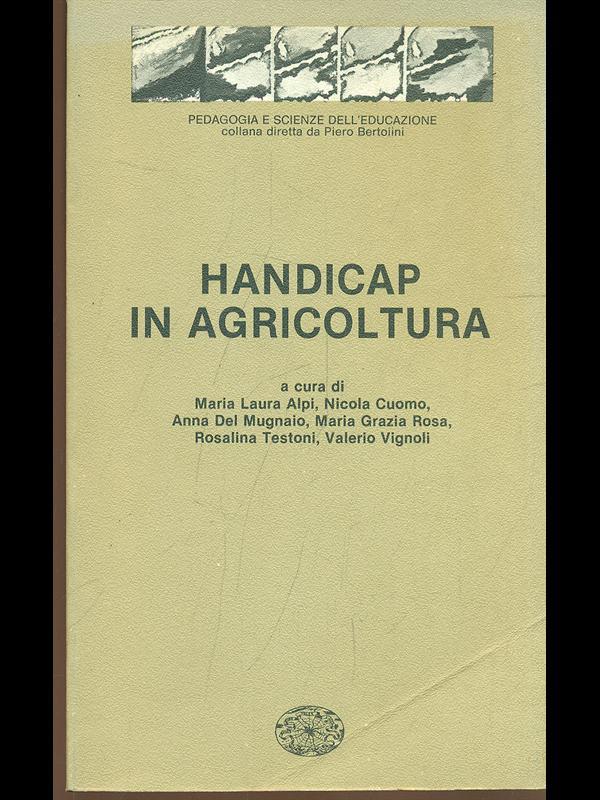 PEDAGOGIA E SCIENZE DELL'EDUCAZIONE
collana diretta da Piero Bertolini
HANDICAP
IN AGRICOLTURA
a cura di
Maria Laura Alpi, Nicola Cuomo,
Anna Del Mugnaio, Maria Grazia Rosa,
Rosalina Testoni, Valerio Vignoli